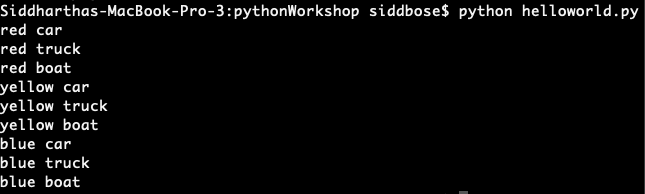 Siddharthas-MacBook-Pro-3:pythonWorkshop siddbose$ python helloworld.py
red car
red truck
red boat
yellow car
yellow truck
yellow boat
blue car
blue truck
blue boat